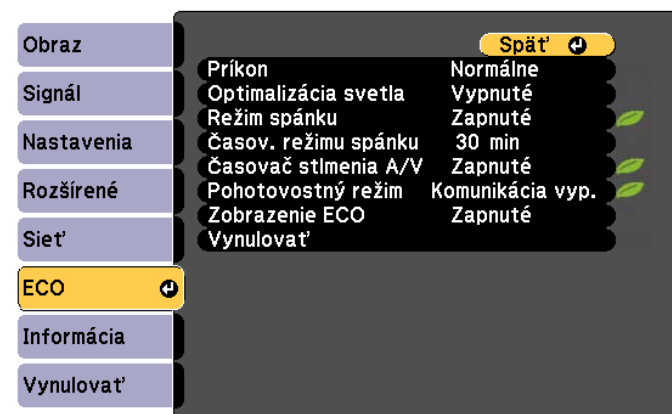 Obraz
Signál
Nastavenia
Rozšírené
Sieť
ECO
Informácia
Vynulovať
Späť
Príkon Normálne
Optimalizácia svetla Vypnuté
Režim spánku Zapnuté
Časov. režimu spánku 30 min
Časovač stlmenia A/V Zapnuté
Pohotovostný režim Komunikácia vyp.
Zobrazenie ECO Zapnuté
Vynulovať